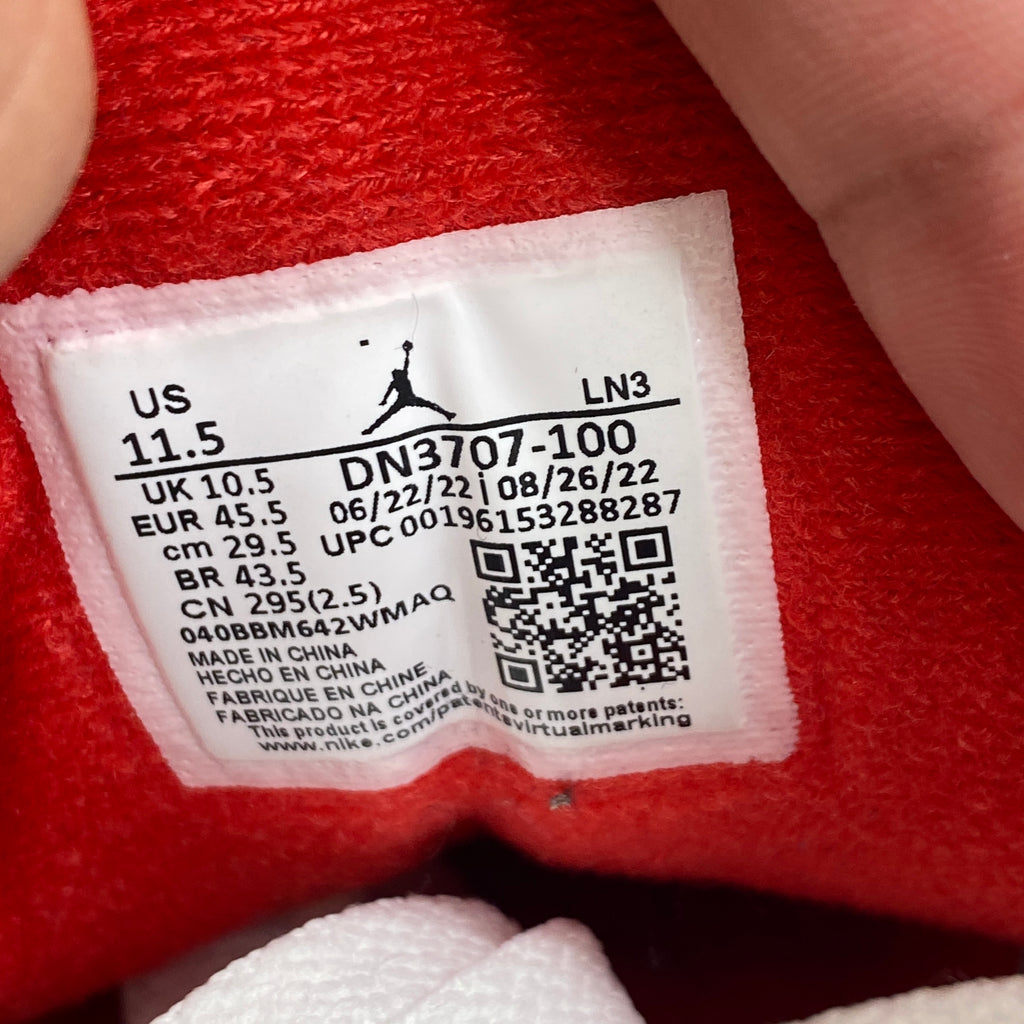 US
LN3
11.5
DN3707-100
UK 10.5
06/22/22 | 08/26/22
EUR 45.5
UPC 00196153288287
cm 29.5
BR 43.5
CN 295(2.5)
040BBM642WMAQ
MADE IN CHINA
HECHO EN CHINA
FABRIQUE EN CHINE
FABRICADO NA CHINA
This product is covered by one or more patents:
www.nike.com/patentsvirtualmarking